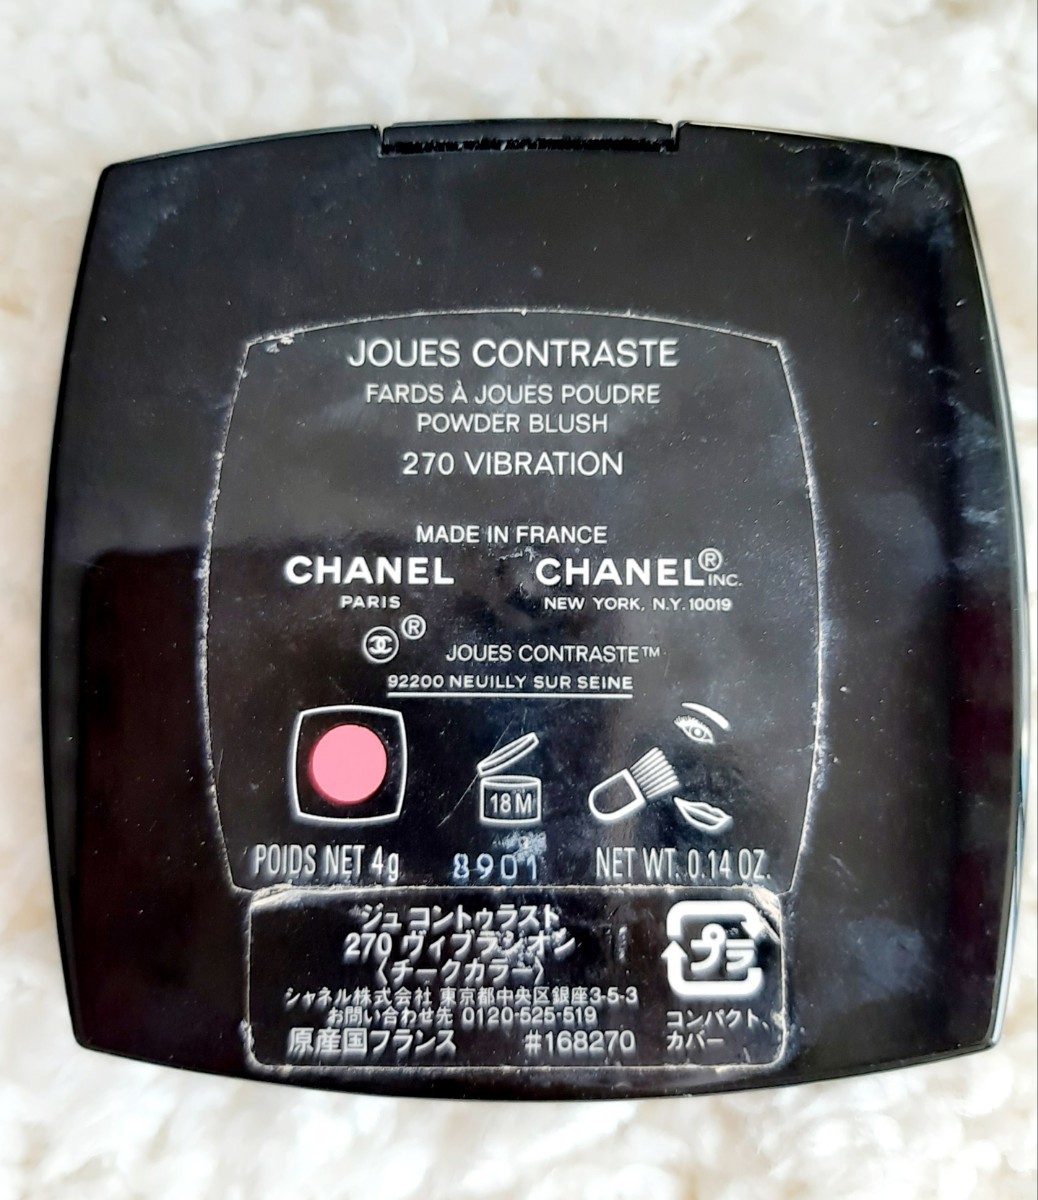 JOUES CONTRASTE
FARDS À JOUES POUDRE
POWDER BLUSH
270 VIBRATION
MADE IN FRANCE
CHANEL CHANEL® INC.
PARIS NEW YORK, N.Y. 10019
® JOUES CONTRASTE™
92200 NEUILLY SUR SEINE
18M
POIDS NET 4g 8901 NET WT. 0.14 OZ.
ジュ コントゥラスト
270 ヴィブラシオン
〈チークカラー〉
プラ
シャネル株式会社 東京都中央区銀座3-5-3
お問い合わせ先 0120-525-519
原産国フランス #168270
コンパクト、
カバー